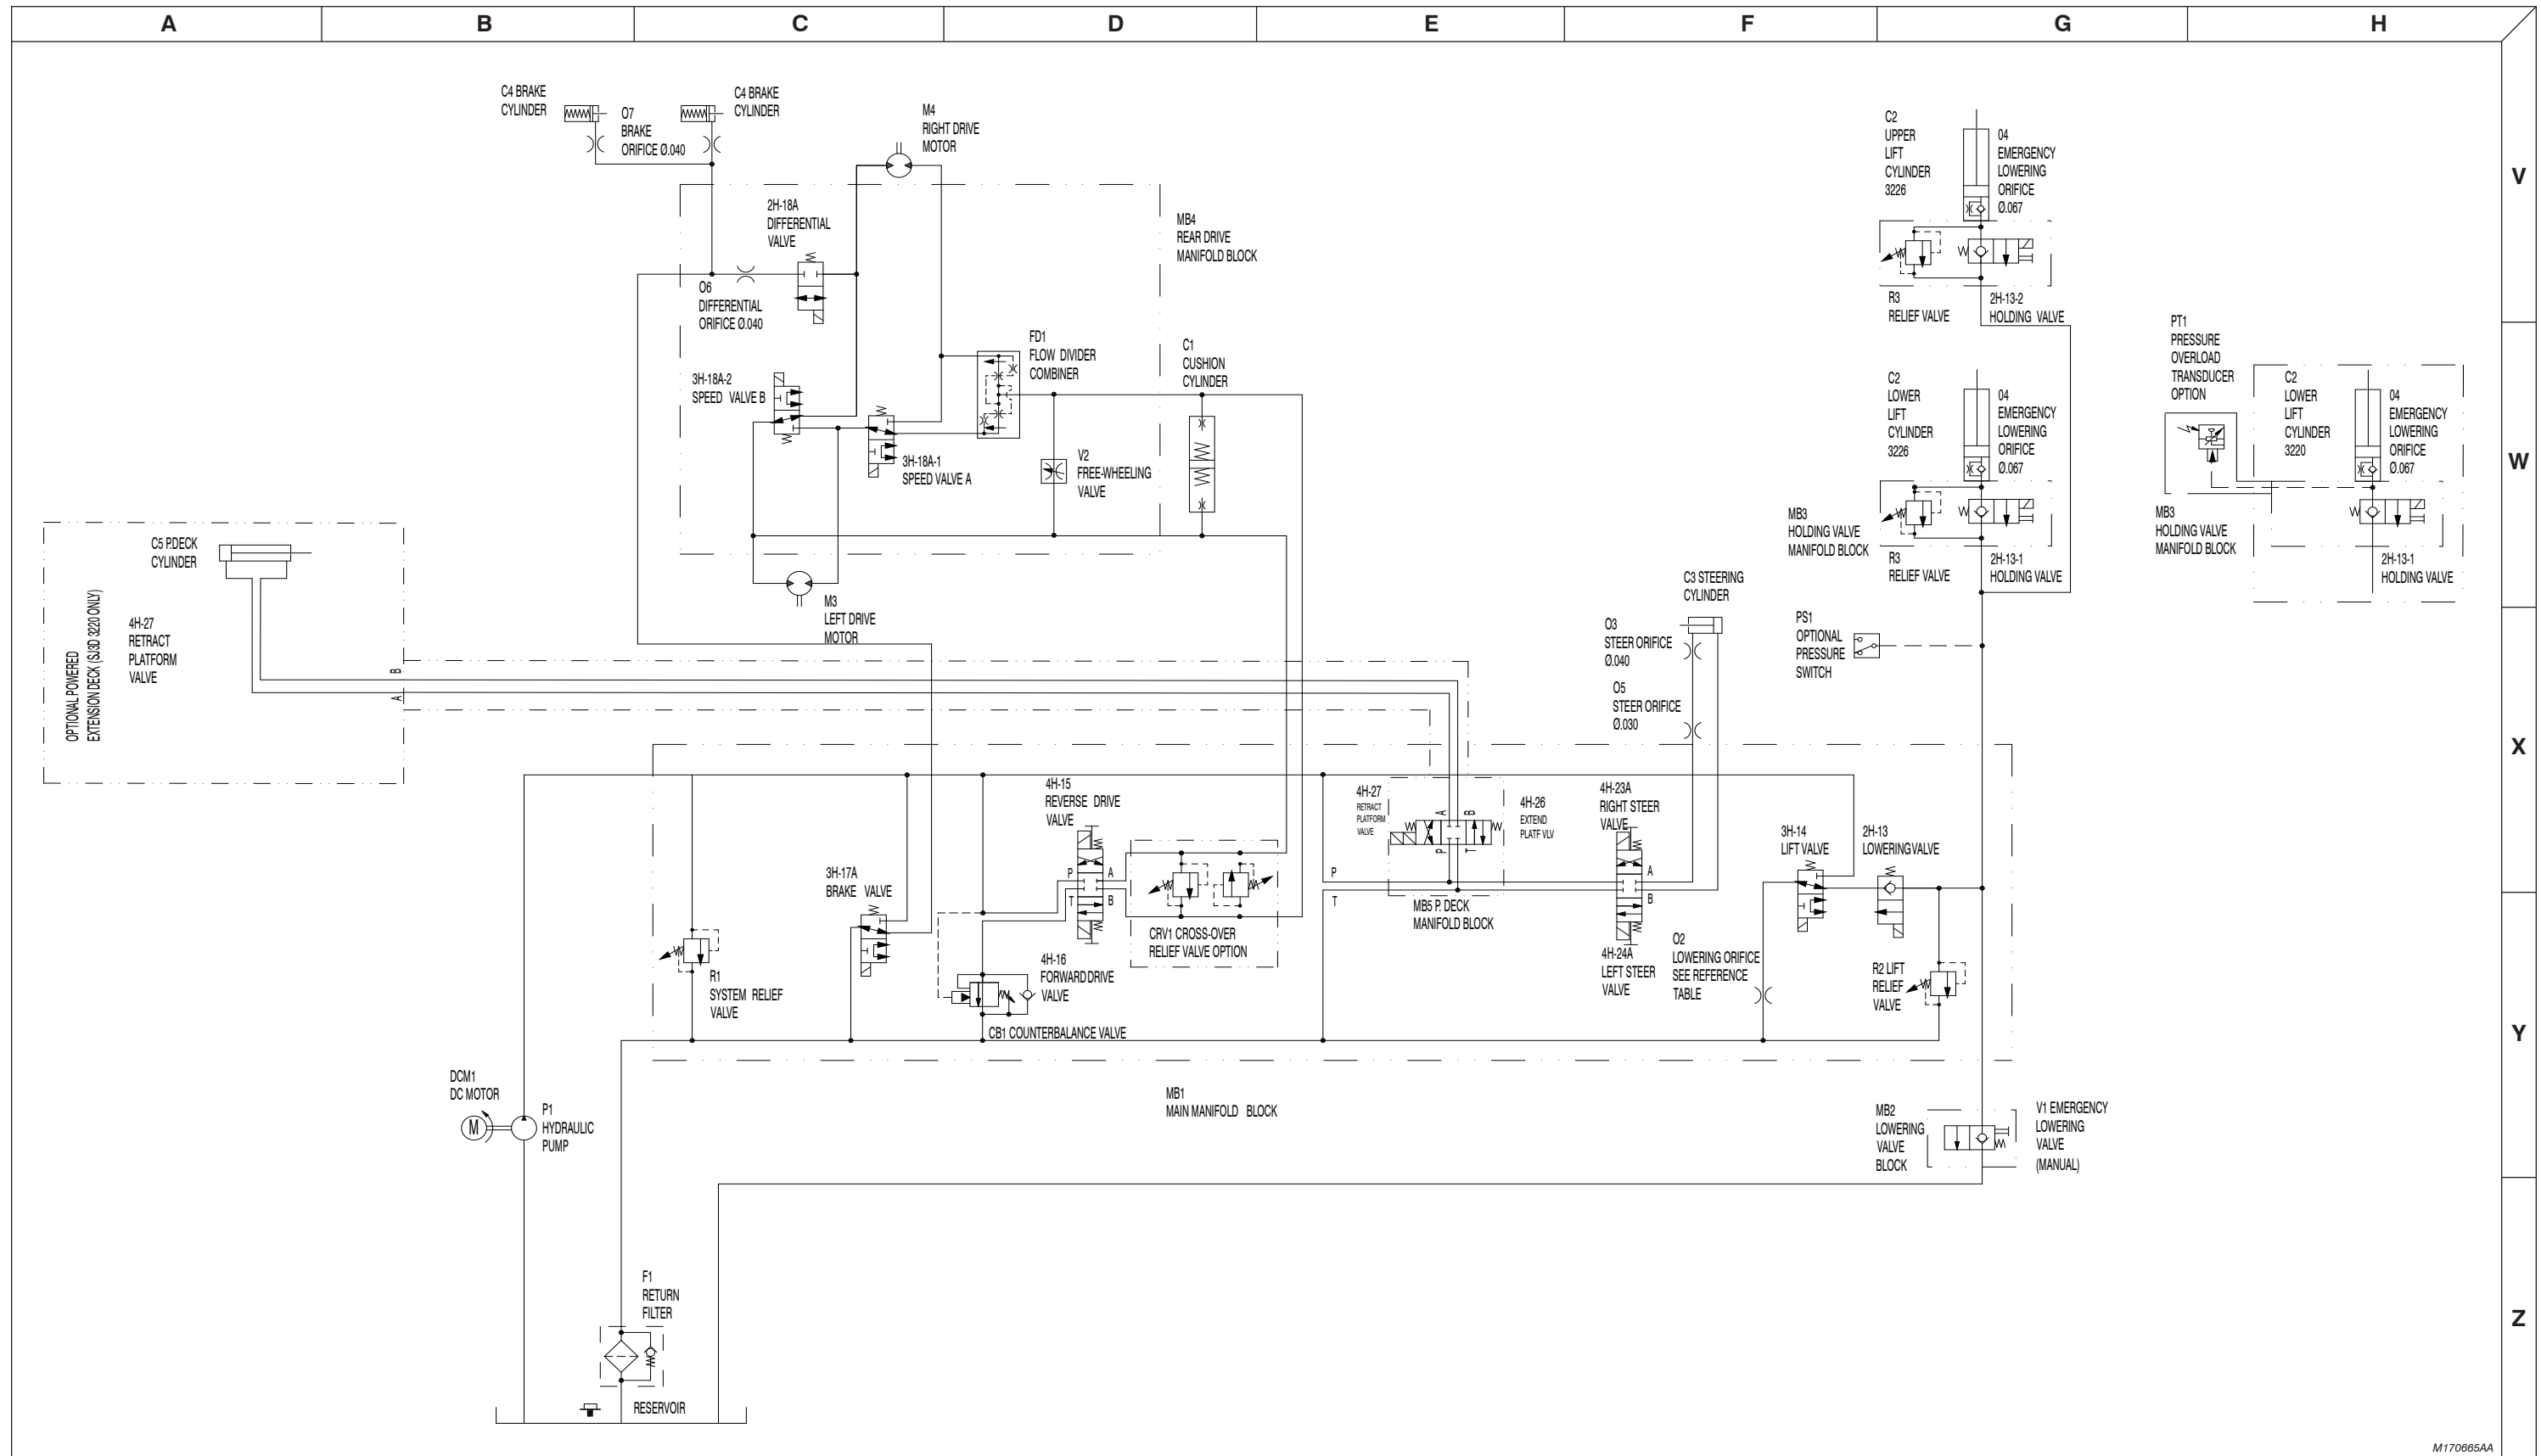 A
B
C
D
E
F
G
H
V
W
X
Y
Z
C4 BRAKE
CYLINDER
O7
BRAKE
ORIFICE Ø.040
C4 BRAKE
CYLINDER
M4
RIGHT DRIVE
MOTOR
2H-18A
DIFFERENTIAL
VALVE
MB4
REAR DRIVE
MANIFOLD BLOCK
O6
DIFFERENTIAL
ORIFICE Ø.040
FD1
FLOW DIVIDER
COMBINER
C1
CUSHION
CYLINDER
3H-18A-2
SPEED VALVE B
3H-18A-1
SPEED VALVE A
V2
FREE-WHEELING
VALVE
M3
LEFT DRIVE
MOTOR
C2
UPPER
LIFT
CYLINDER
3226
04
EMERGENCY
LOWERING
ORIFICE
Ø.067
R3
RELIEF VALVE
2H-13-2
HOLDING VALVE
C2
LOWER
LIFT
CYLINDER
3226
04
EMERGENCY
LOWERING
ORIFICE
Ø.067
MB3
HOLDING VALVE
MANIFOLD BLOCK
R3
RELIEF VALVE
2H-13-1
HOLDING VALVE
PT1
PRESSURE
OVERLOAD
TRANSDUCER
OPTION
C2
LOWER
LIFT
CYLINDER
3220
04
EMERGENCY
LOWERING
ORIFICE
Ø.067
MB3
HOLDING VALVE
MANIFOLD BLOCK
2H-13-1
HOLDING VALVE
C5 P.DECK
CYLINDER
4H-27
RETRACT
PLATFORM
VALVE
OPTIONAL POWERED
EXTENSION DECK (SJ3D 3220 ONLY)
B
A
C3 STEERING
CYLINDER
O3
STEER ORIFICE
Ø.040
O5
STEER ORIFICE
Ø.030
PS1
OPTIONAL
PRESSURE
SWITCH
4H-15
REVERSE DRIVE
VALVE
P
A
T
B
3H-17A
BRAKE VALVE
4H-16
FORWARD DRIVE
VALVE
CRV1 CROSS-OVER
RELIEF VALVE OPTION
R1
SYSTEM RELIEF
VALVE
CB1 COUNTERBALANCE VALVE
4H-27
RETRACT
PLATFORM
VALVE
A
B
P
T
4H-26
EXTEND
PLATF VLV
P
T
MB5 P. DECK
MANIFOLD BLOCK
4H-23A
RIGHT STEER
VALVE
A
B
4H-24A
LEFT STEER
VALVE
O2
LOWERING ORIFICE
SEE REFERENCE
TABLE
3H-14
LIFT VALVE
2H-13
LOWERING VALVE
R2 LIFT
RELIEF
VALVE
DCM1
DC MOTOR
M
P1
HYDRAULIC
PUMP
MB1
MAIN MANIFOLD BLOCK
MB2
LOWERING
VALVE
BLOCK
V1 EMERGENCY
LOWERING
VALVE
(MANUAL)
F1
RETURN
FILTER
RESERVOIR
M170665AA